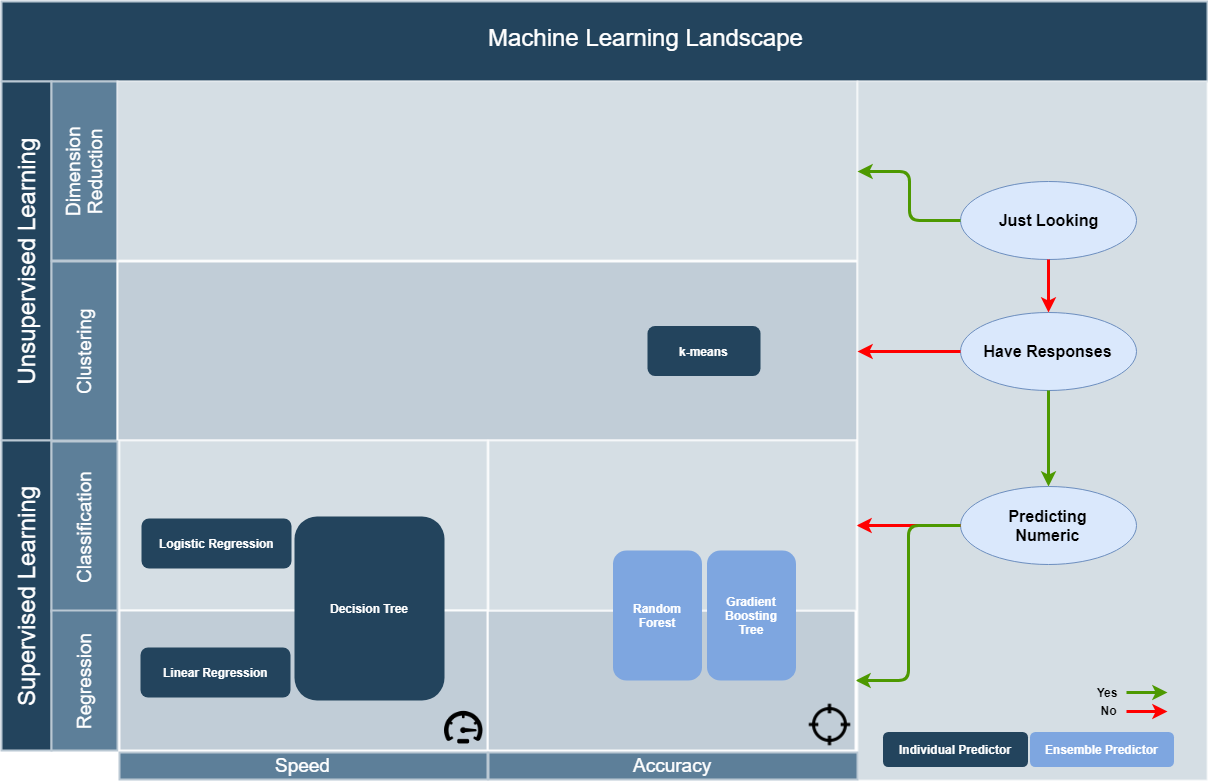 Machine Learning Landscape
Unsupervised Learning
Dimension
Reduction
Just Looking
Clustering
k-means
Have Responses
Supervised Learning
Classification
Logistic Regression
Decision Tree
Predicting
Numeric
Random
Forest
Gradient
Boosting
Tree
Regression
Linear Regression
Yes
No
Individual Predictor
Ensemble Predictor
Speed
Accuracy